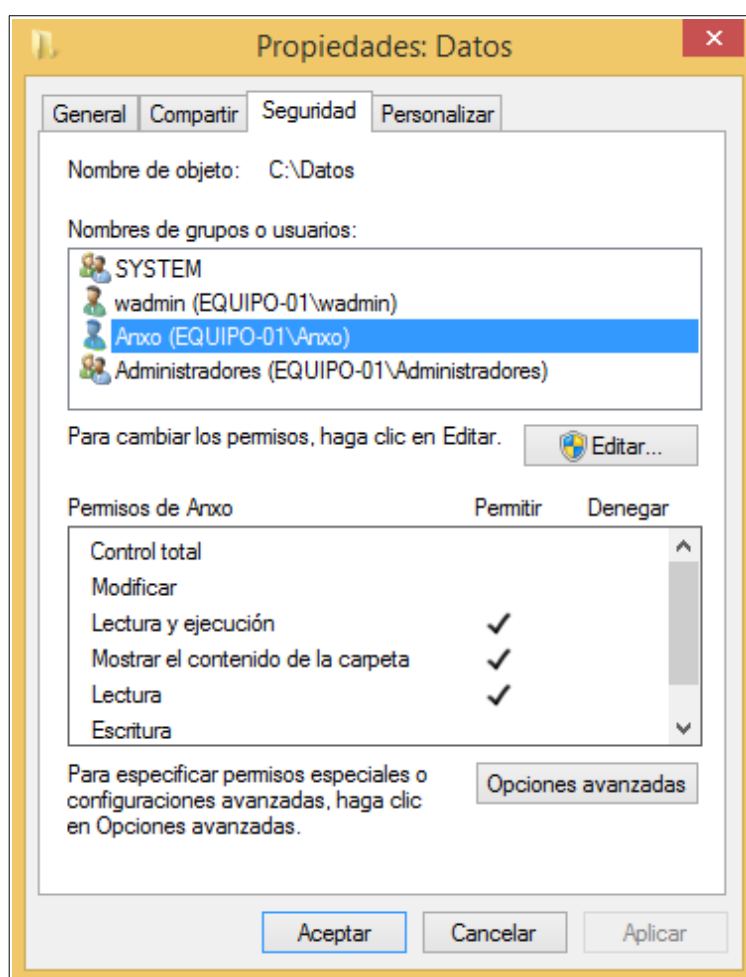 Propiedades: Datos
General Compartir Seguridad Personalizar
Nombre de objeto: C:\Datos
Nombres de grupos o usuarios:
SYSTEM
wadmin (EQUIPO-01\wadmin)
Anxo (EQUIPO-01\Anxo)
Administradores (EQUIPO-01\Administradores)
Para cambiar los permisos, haga clic en Editar. Editar...
Permisos de Anxo Permitir Denegar
Control total
Modificar
Lectura y ejecución
Mostrar el contenido de la carpeta
Lectura
Escritura
Para especificar permisos especiales o
configuraciones avanzadas, haga clic
en Opciones avanzadas.
Opciones avanzadas
Aceptar Cancelar Aplicar